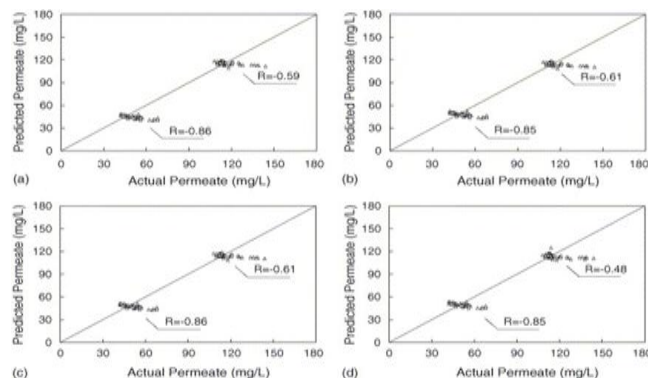 180
150
120
90
60
30
0
Predicted Permeate (mg/L)
R=-0.59
R=-0.86
0 30 60 90 120 150 180
(a) Actual Permeate (mg/L)
180
150
120
90
60
30
0
Predicted Permeate (mg/L)
R=-0.61
R=-0.85
0 30 60 90 120 150 180
(b) Actual Permeate (mg/L)
180
150
120
90
60
30
0
Predicted Permeate (mg/L)
R=-0.61
R=-0.86
0 30 60 90 120 150 180
(c) Actual Permeate (mg/L)
180
150
120
90
60
30
0
Predicted Permeate (mg/L)
R=-0.48
R=-0.85
0 30 60 90 120 150 180
(d) Actual Permeate (mg/L)